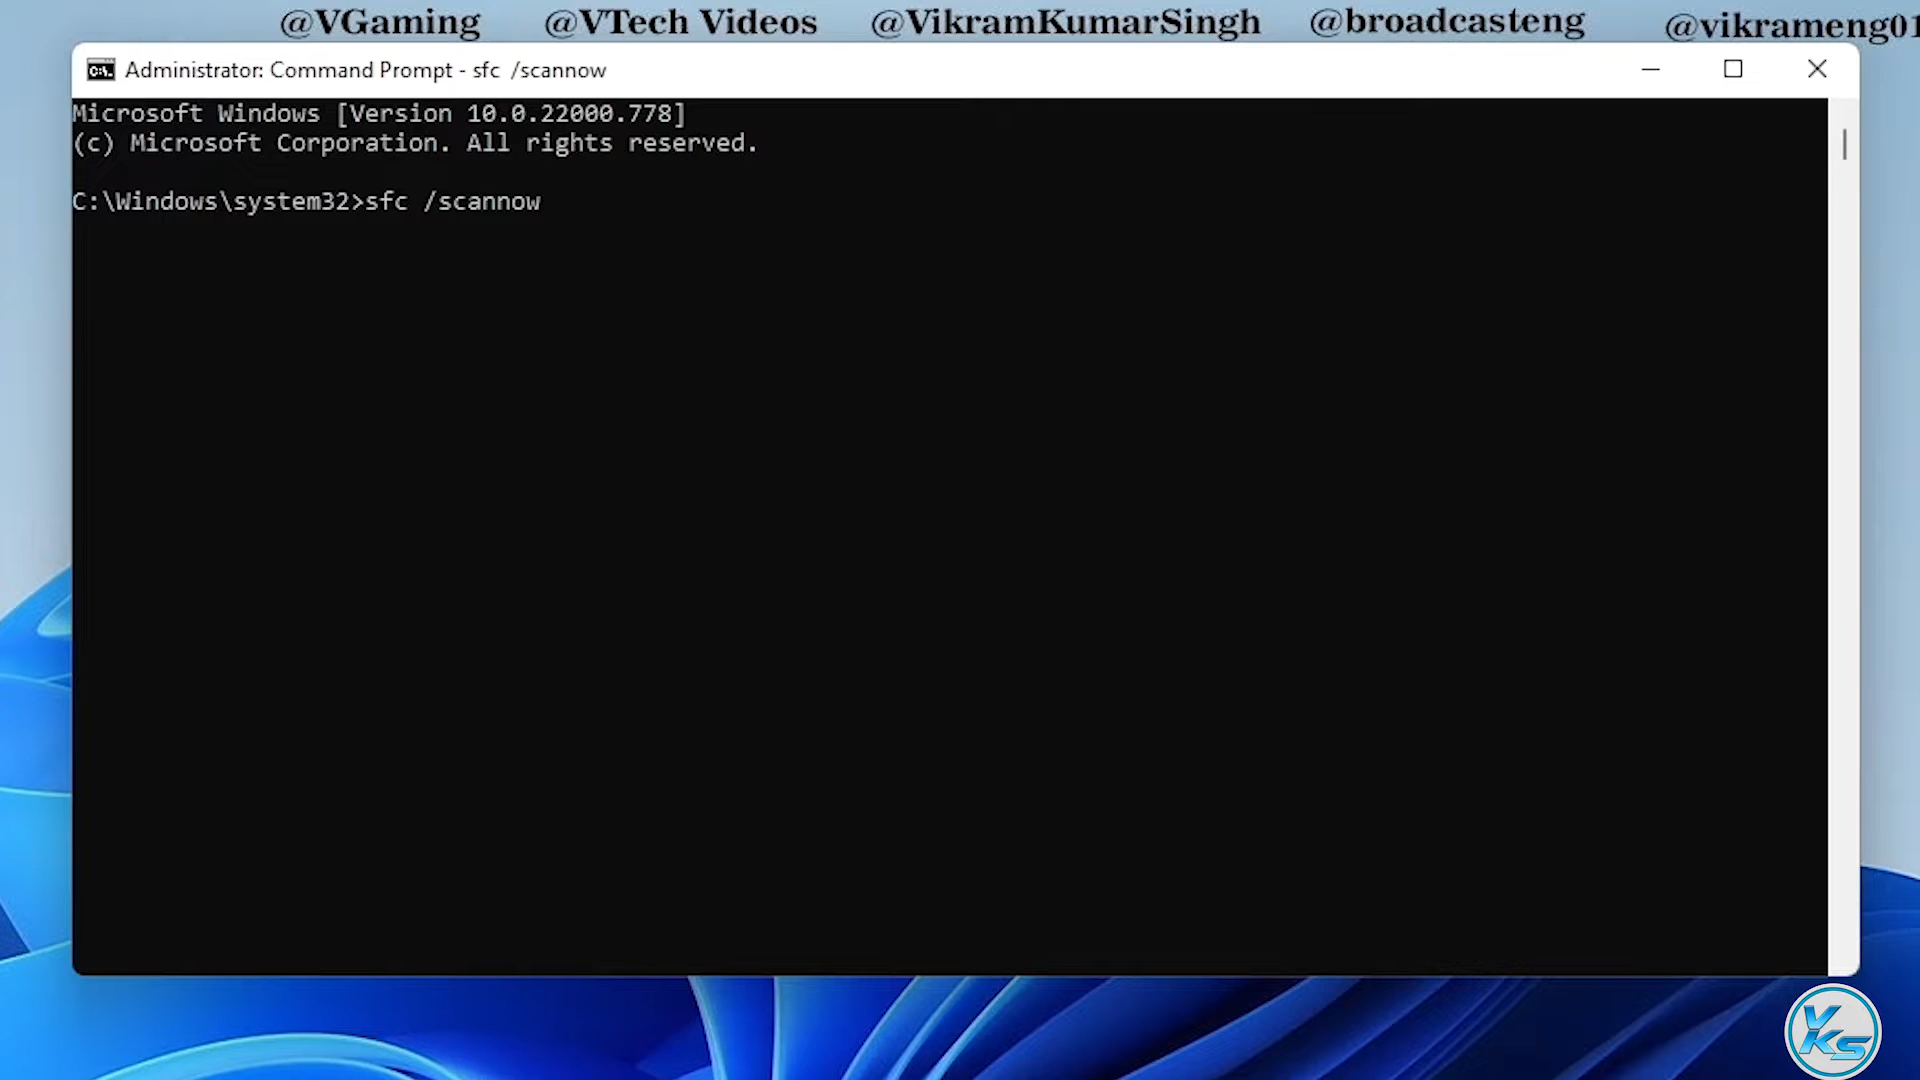 @VGaming @VTech Videos @VikramKumarSingh @broadcasteng @vikrameng01
Administrator: Command Prompt - sfc /scannow
Microsoft Windows [Version 10.0.22000.778]
(c) Microsoft Corporation. All rights reserved.
C:\Windows\system32>sfc /scannow
VKS